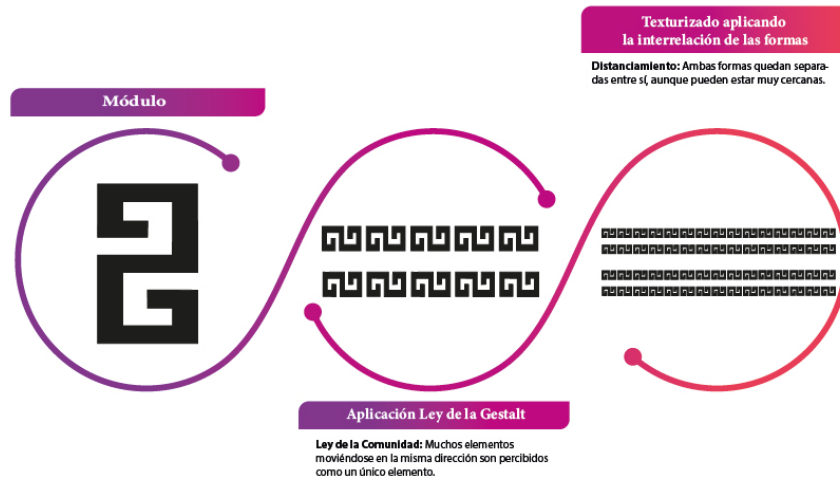 Módulo
Aplicación Ley de la Gestalt
Ley de la Comunidad: Muchos elementos
moviéndose en la misma dirección son percibidos
como un único elemento.
Texturizado aplicando
la interrelación de las formas
Distanciamiento: Ambas formas quedan separa-
das entre sí, aunque pueden estar muy cercanas.